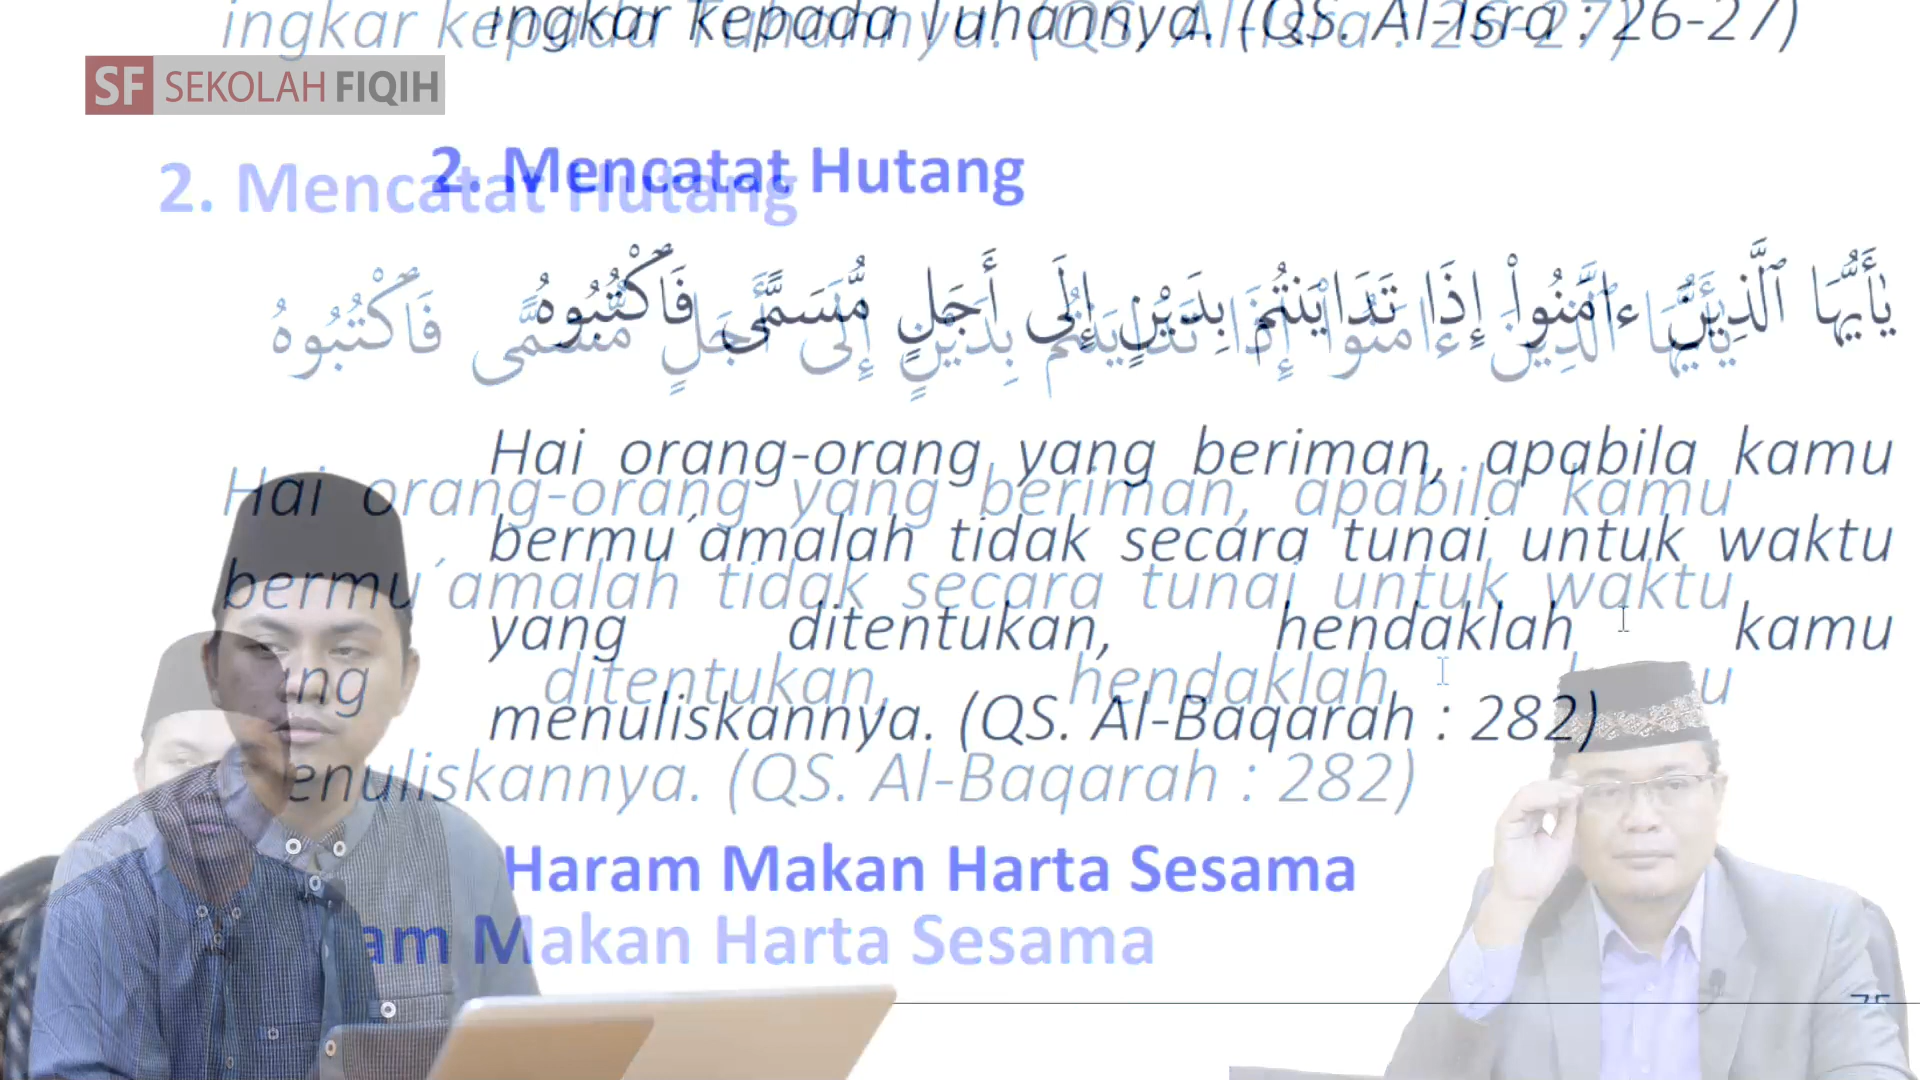 ingkar kepada Tuhannya. (QS. Al-Isra : 26-27)
SF SEKOLAH FIQIH
2. Mencatat Hutang
يَٰٓأَيُّهَا ٱلَّذِينَ ءَامَنُوٓا۟ إِذَا تَدَايَنتُم بِدَيْنٍ إِلَىٰٓ أَجَلٍ مُّسَمًّى فَٱكْتُبُوهُ
Hai orang-orang yang beriman, apabila kamu
bermu´amalah tidak secara tunai untuk waktu
yang ditentukan, hendaklah kamu
menuliskannya. (QS. Al-Baqarah : 282)
Haram Makan Harta Sesama
75